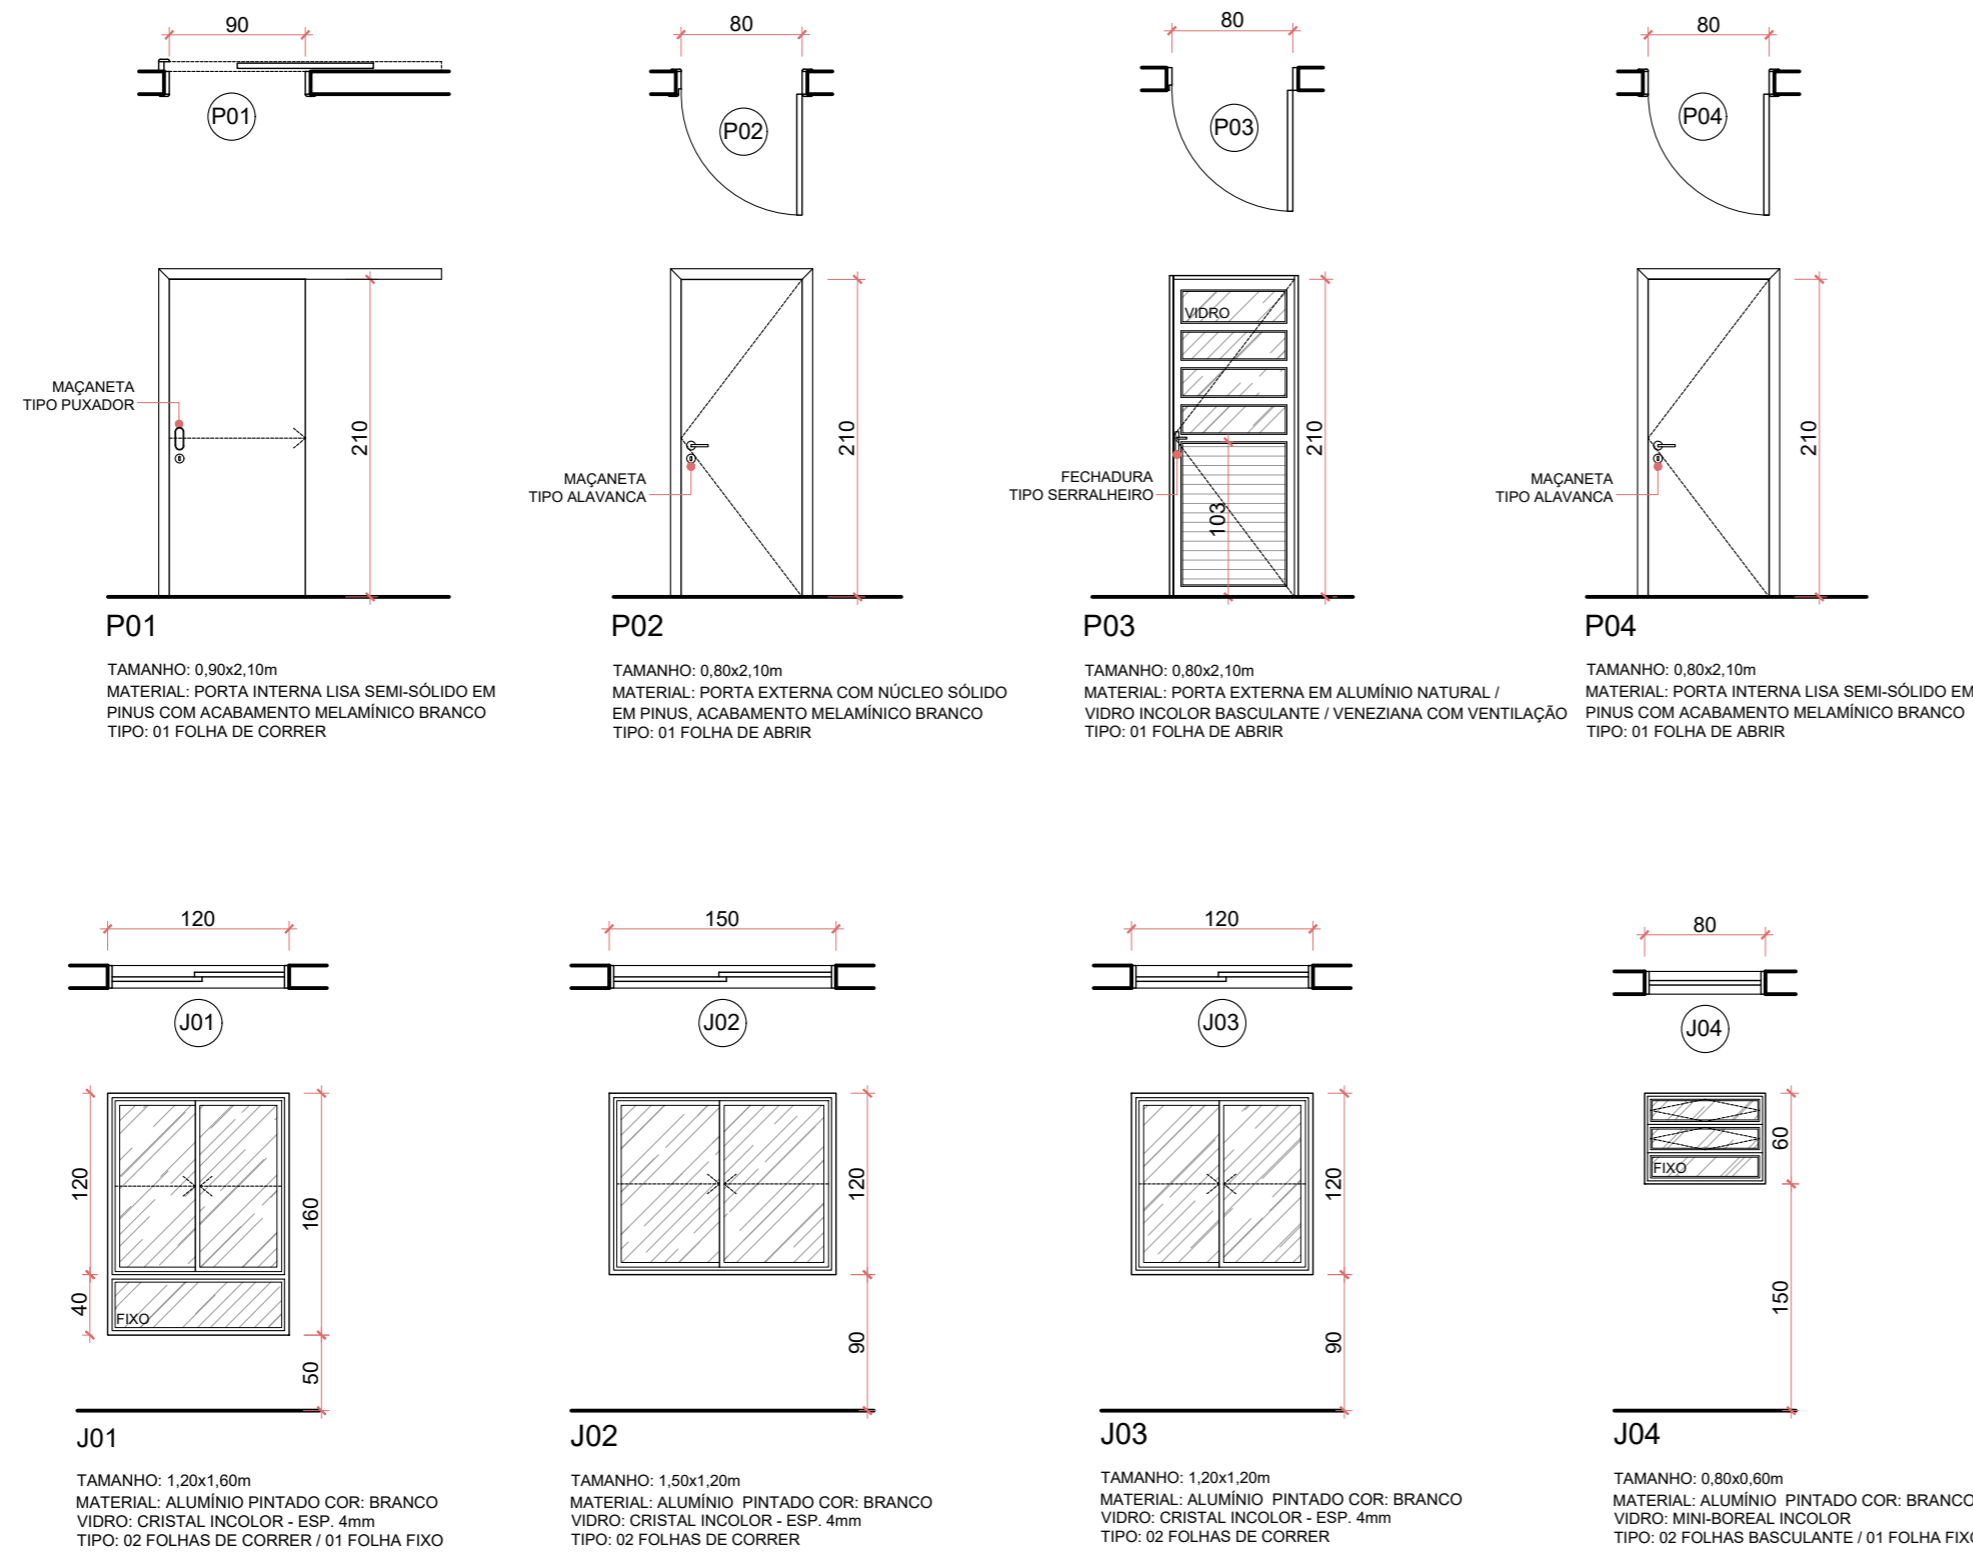 90
80
80
80
P01
P02
P03
P04
MAÇANETA
TIPO PUXADOR
210
MAÇANETA
TIPO ALAVANCA
210
VIDRO
FECHADURA
TIPO SERRALHEIRO
103
210
MAÇANETA
TIPO ALAVANCA
210
P01
TAMANHO: 0,90x2,10m
MATERIAL: PORTA INTERNA LISA SEMI-SÓLIDO EM
PINUS COM ACABAMENTO MELAMÍNICO BRANCO
TIPO: 01 FOLHA DE CORRER
P02
TAMANHO: 0,80x2,10m
MATERIAL: PORTA EXTERNA COM NÚCLEO SÓLIDO
EM PINUS, ACABAMENTO MELAMÍNICO BRANCO
TIPO: 01 FOLHA DE ABRIR
P03
TAMANHO: 0,80x2,10m
MATERIAL: PORTA EXTERNA EM ALUMÍNIO NATURAL /
VIDRO INCOLOR BASCULANTE / VENEZIANA COM VENTILAÇÃO
TIPO: 01 FOLHA DE ABRIR
P04
TAMANHO: 0,80x2,10m
MATERIAL: PORTA INTERNA LISA SEMI-SÓLIDO EM
PINUS COM ACABAMENTO MELAMÍNICO BRANCO
TIPO: 01 FOLHA DE ABRIR
120
150
120
80
J01
J02
J03
J04
120
40
160
50
FIXO
120
90
120
90
FIXO
60
150
J01
TAMANHO: 1,20x1,60m
MATERIAL: ALUMÍNIO PINTADO COR: BRANCO
VIDRO: CRISTAL INCOLOR - ESP. 4mm
TIPO: 02 FOLHAS DE CORRER / 01 FOLHA FIXO
J02
TAMANHO: 1,50x1,20m
MATERIAL: ALUMÍNIO PINTADO COR: BRANCO
VIDRO: CRISTAL INCOLOR - ESP. 4mm
TIPO: 02 FOLHAS DE CORRER
J03
TAMANHO: 1,20x1,20m
MATERIAL: ALUMÍNIO PINTADO COR: BRANCO
VIDRO: CRISTAL INCOLOR - ESP. 4mm
TIPO: 02 FOLHAS DE CORRER
J04
TAMANHO: 0,80x0,60m
MATERIAL: ALUMÍNIO PINTADO COR: BRANCO
VIDRO: MINI-BOREAL INCOLOR
TIPO: 02 FOLHAS BASCULANTE / 01 FOLHA FIXO